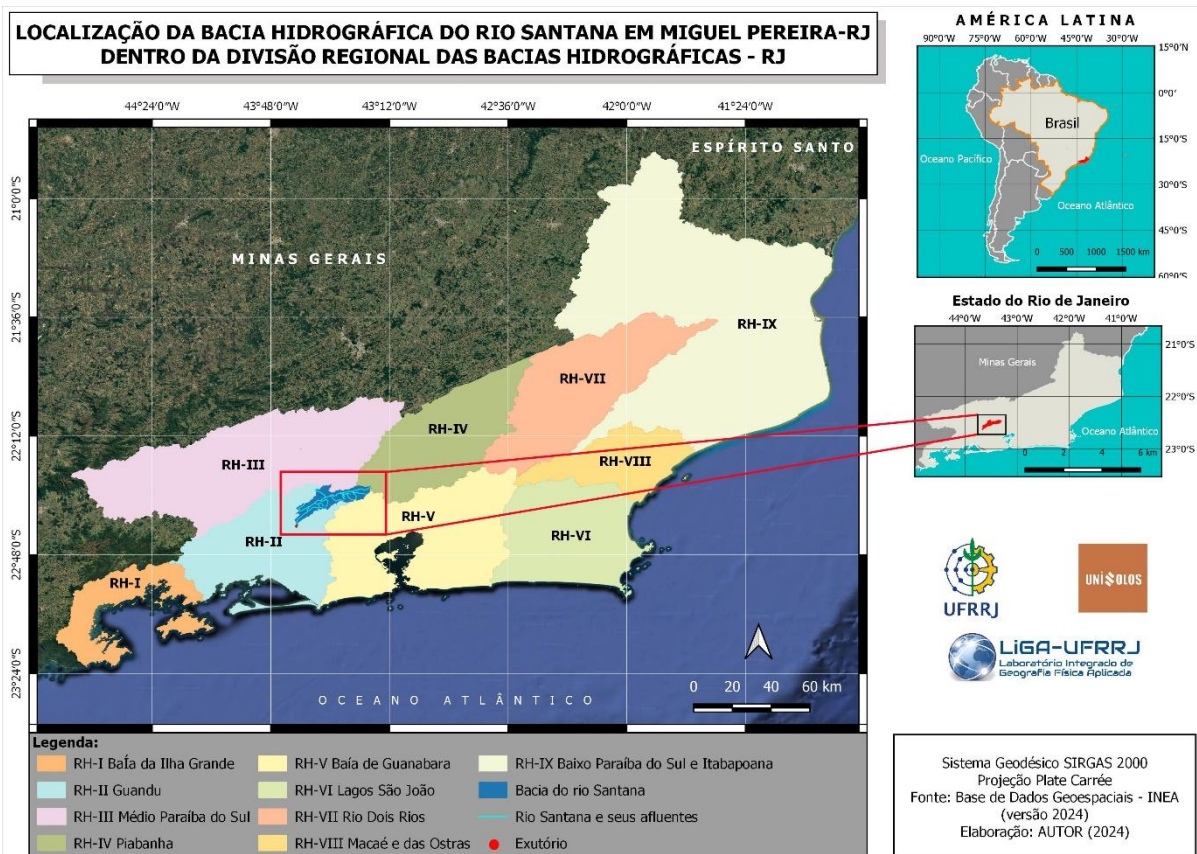 LOCALIZAÇÃO DA BACIA HIDROGRÁFICA DO RIO SANTANA EM MIGUEL PEREIRA-RJ
DENTRO DA DIVISÃO REGIONAL DAS BACIAS HIDROGRÁFICAS - RJ
44°24'0"W 43°48'0"W 43°12'0"W 42°36'0"W 42°0'0"W 41°24'0"W
21°0'0"S
21°36'0"S
22°12'0"S
22°48'0"S
23°24'0"S
ESPÍRITO SANTO
MINAS GERAIS
RH-IX
RH-VII
RH-IV
RH-III
RH-VIII
RH-V
RH-II
RH-VI
RH-I
OCEANO ATLÂNTICO
0 20 40 60 km
Legenda:
RH-I Baía da Ilha Grande
RH-II Guandu
RH-III Médio Paraíba do Sul
RH-IV Piabanha
RH-V Baía de Guanabara
RH-VI Lagos São João
RH-VII Rio Dois Rios
RH-VIII Macaé e das Ostras
RH-IX Baixo Paraíba do Sul e Itabapoana
Bacia do rio Santana
Rio Santana e seus afluentes
Exutório
AMÉRICA LATINA
90°0'W 75°0'W 60°0'W 45°0'W 30°0'W
15°0'N
0°0'
15°0'S
30°0'S
45°0'S
60°0'S
Brasil
Oceano Pacífico
Oceano Atlântico
0 500 1000 1500 km
Estado do Rio de Janeiro
44°0'S 43°0'S 42°0'S 41°0'S
21°0'S
22°0'S
23°0'S
Minas Gerais
Oceano Atlântico
0 2 4 6 km
UFRRJ
UNISOLOS
LiGA-UFRRJ
Laboratório Integrado de
Geografia Física Aplicada
Sistema Geodésico SIRGAS 2000
Projeção Plate Carrée
Fonte: Base de Dados Geoespaciais - INEA
(versão 2024)
Elaboração: AUTOR (2024)